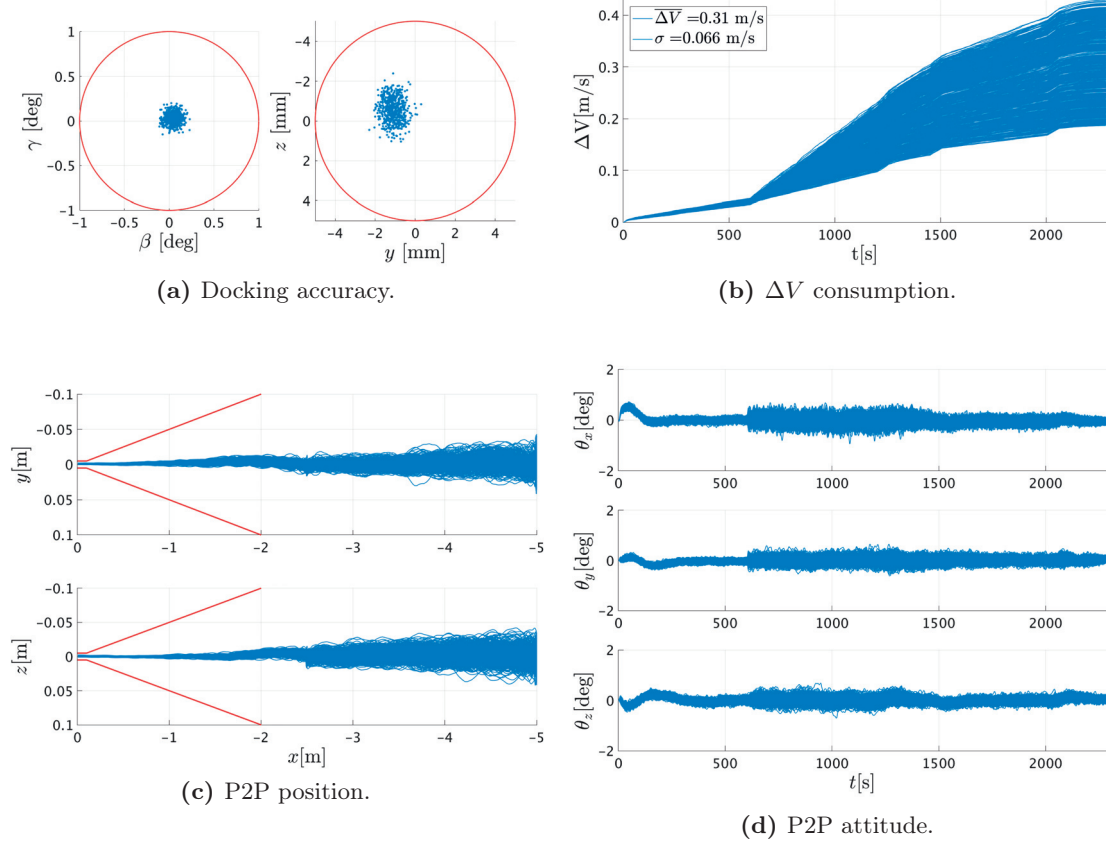 1
0.5
0
−0.5
−1
γ [deg]
−1 −0.5 0 0.5 1
β [deg]
−4
−2
0
2
4
z [mm]
−4 −2 0 2 4
y [mm]
(a) Docking accuracy.
0.4
0.3
0.2
0.1
0
ΔV[m/s]
ΔV =0.31 m/s
σ =0.066 m/s
0 500 1000 1500 2000
t[s]
(b) ΔV consumption.
−0.1
−0.05
0
0.05
0.1
y[m]
0 −1 −2 −3 −4 −5
−0.1
−0.05
0
0.05
0.1
z[m]
0 −1 −2 −3 −4 −5
x[m]
(c) P2P position.
2
0
−2
θx[deg]
0 500 1000 1500 2000
2
0
−2
θy[deg]
0 500 1000 1500 2000
2
0
−2
θz[deg]
0 500 1000 1500 2000
t[s]
(d) P2P attitude.